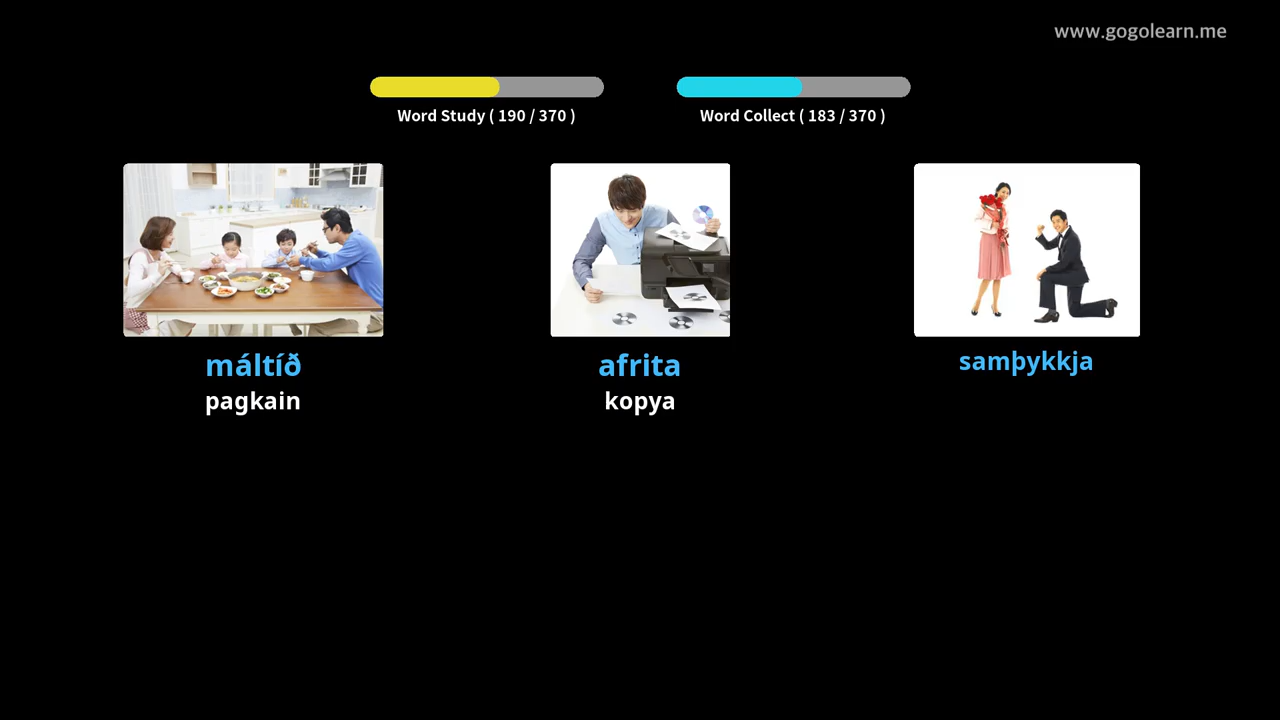 www.gogolearn.me
Word Study ( 190 / 370 )
Word Collect ( 183 / 370 )
máltíð
pagkain
afrita
kopya
samþykkja